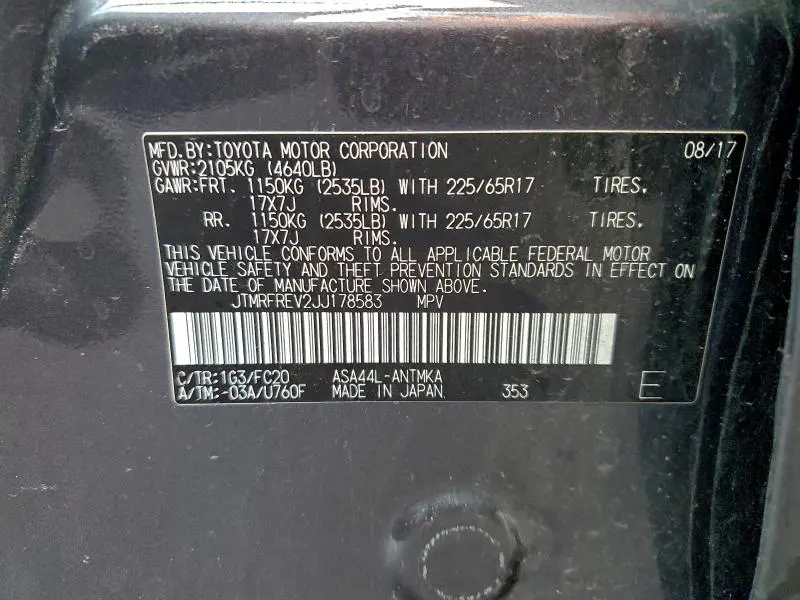 MFD.BY:TOYOTA MOTOR CORPORATION 08/17
GVWR:2105KG (4640LB)
GAWR:FRT. 1150KG (2535LB) WITH 225/65R17 TIRES.
17X7J RIMS.
RR. 1150KG (2535LB) WITH 225/65R17 TIRES.
17X7J RIMS.
THIS VEHICLE CONFORMS TO ALL APPLICABLE FEDERAL MOTOR
VEHICLE SAFETY AND THEFT PREVENTION STANDARDS IN EFFECT ON
THE DATE OF MANUFACTURE SHOWN ABOVE.
JTMRFREV2JJ178583 MPV
C/TR:1G3/FC20 ASA44L-ANTMKA
A/TM:-03A/U760F MADE IN JAPAN. 353 E